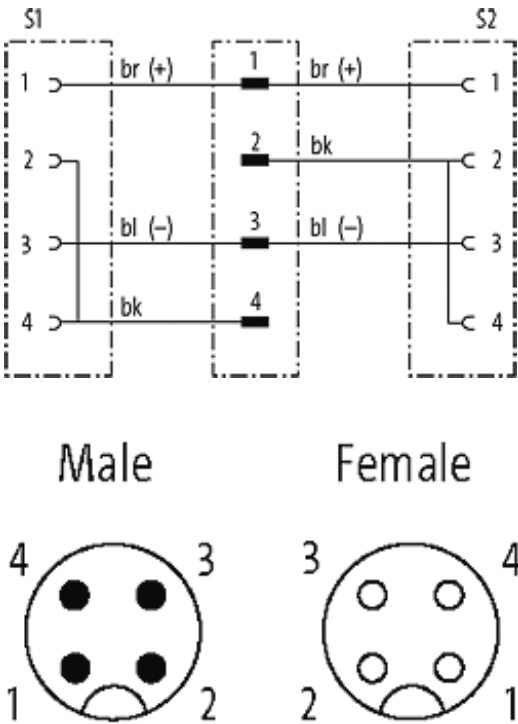 S1 S2
1 br (+) 1 br (+) 1
2 2 bk 2
3 bl (–) 3 bl (–) 3
4 bk 4 4
Male Female
4 3 3 4
1 2 2 1